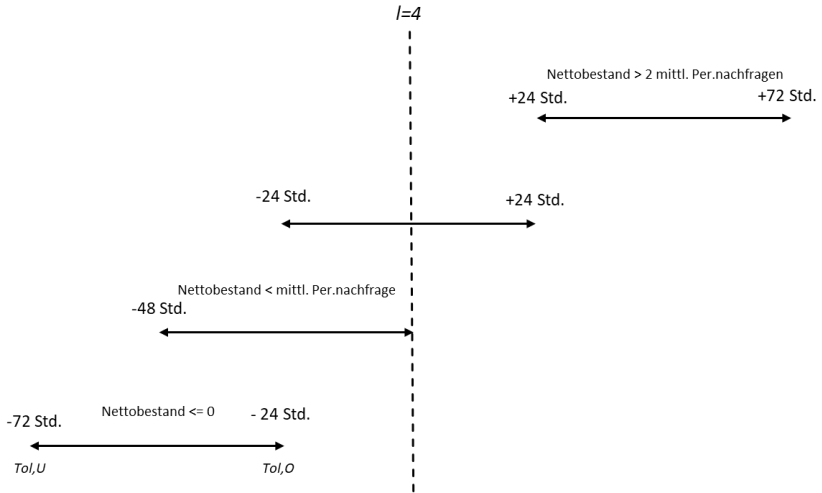 l=4
Nettobestand > 2 mittl. Per.nachfragen
+24 Std.
+72 Std.
-24 Std.
+24 Std.
Nettobestand < mittl. Per.nachfrage
-48 Std.
-72 Std.
Nettobestand <= 0
- 24 Std.
Tol,U
Tol,O